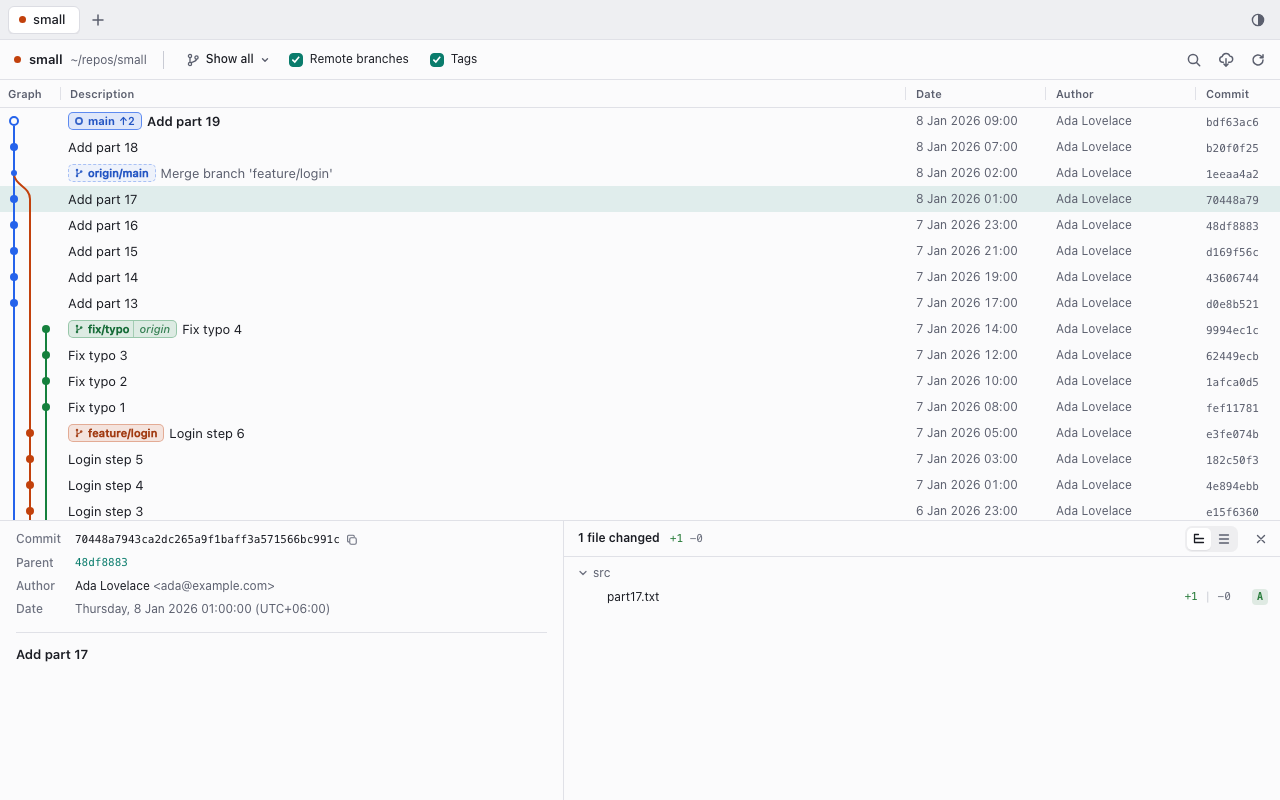 small
small ~/repos/small Show all Remote branches Tags
Graph Description Date Author Commit
main ↑2 Add part 19 8 Jan 2026 09:00 Ada Lovelace bdf63ac6
Add part 18 8 Jan 2026 07:00 Ada Lovelace b20f0f25
origin/main Merge branch 'feature/login' 8 Jan 2026 02:00 Ada Lovelace 1eeaa4a2
Add part 17 8 Jan 2026 01:00 Ada Lovelace 70448a79
Add part 16 7 Jan 2026 23:00 Ada Lovelace 48df8883
Add part 15 7 Jan 2026 21:00 Ada Lovelace d169f56c
Add part 14 7 Jan 2026 19:00 Ada Lovelace 43606744
Add part 13 7 Jan 2026 17:00 Ada Lovelace d0e8b521
fix/typo origin Fix typo 4 7 Jan 2026 14:00 Ada Lovelace 9994ec1c
Fix typo 3 7 Jan 2026 12:00 Ada Lovelace 62449ecb
Fix typo 2 7 Jan 2026 10:00 Ada Lovelace 1afca0d5
Fix typo 1 7 Jan 2026 08:00 Ada Lovelace fef11781
feature/login Login step 6 7 Jan 2026 05:00 Ada Lovelace e3fe074b
Login step 5 7 Jan 2026 03:00 Ada Lovelace 182c50f3
Login step 4 7 Jan 2026 01:00 Ada Lovelace 4e894ebb
Login step 3 6 Jan 2026 23:00 Ada Lovelace e15f6360
Commit 70448a7943ca2dc265a9f1baff3a571566bc991c
Parent 48df8883
Author Ada Lovelace <ada@example.com>
Date Thursday, 8 Jan 2026 01:00:00 (UTC+06:00)
Add part 17
1 file changed +1 −0
src
part17.txt +1 | −0 A